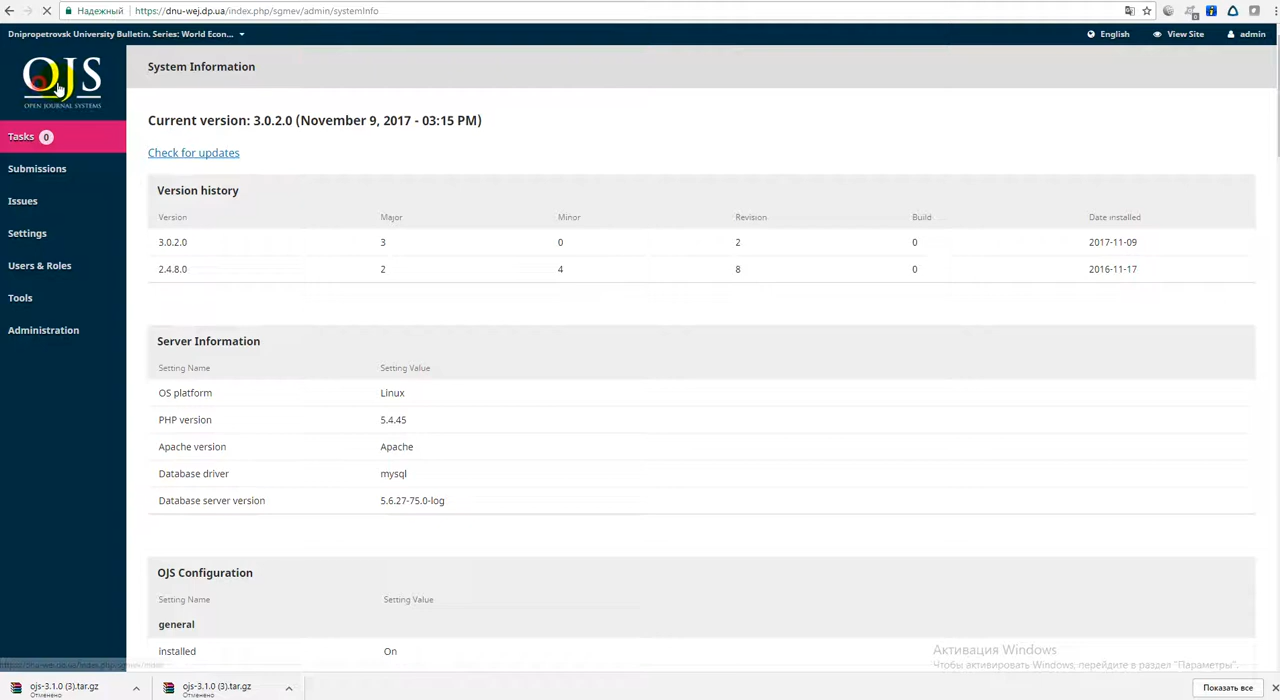 Надежный
https://dnu-wej.dp.ua/index.php/sgmev/admin/systemInfo
Dnipropetrovsk University Bulletin. Series: World Econ...
English
View Site
admin
OJS
OPEN JOURNAL SYSTEMS
System Information
Tasks 0
Submissions
Issues
Settings
Users & Roles
Tools
Administration
Current version: 3.0.2.0 (November 9, 2017 - 03:15 PM)
Check for updates
Version history
Version Major Minor Revision Build Date installed
3.0.2.0 3 0 2 0 2017-11-09
2.4.8.0 2 4 8 0 2016-11-17
Server Information
Setting Name Setting Value
OS platform Linux
PHP version 5.4.45
Apache version Apache
Database driver mysql
Database server version 5.6.27-75.0-log
OJS Configuration
Setting Name Setting Value
general
installed On
Активация Windows
Чтобы активировать Windows, перейдите в раздел "Параметры".
ojs-3.1.0 (3).tar.gz
Отменено
ojs-3.1.0 (3).tar.gz
Отменено
Показать все